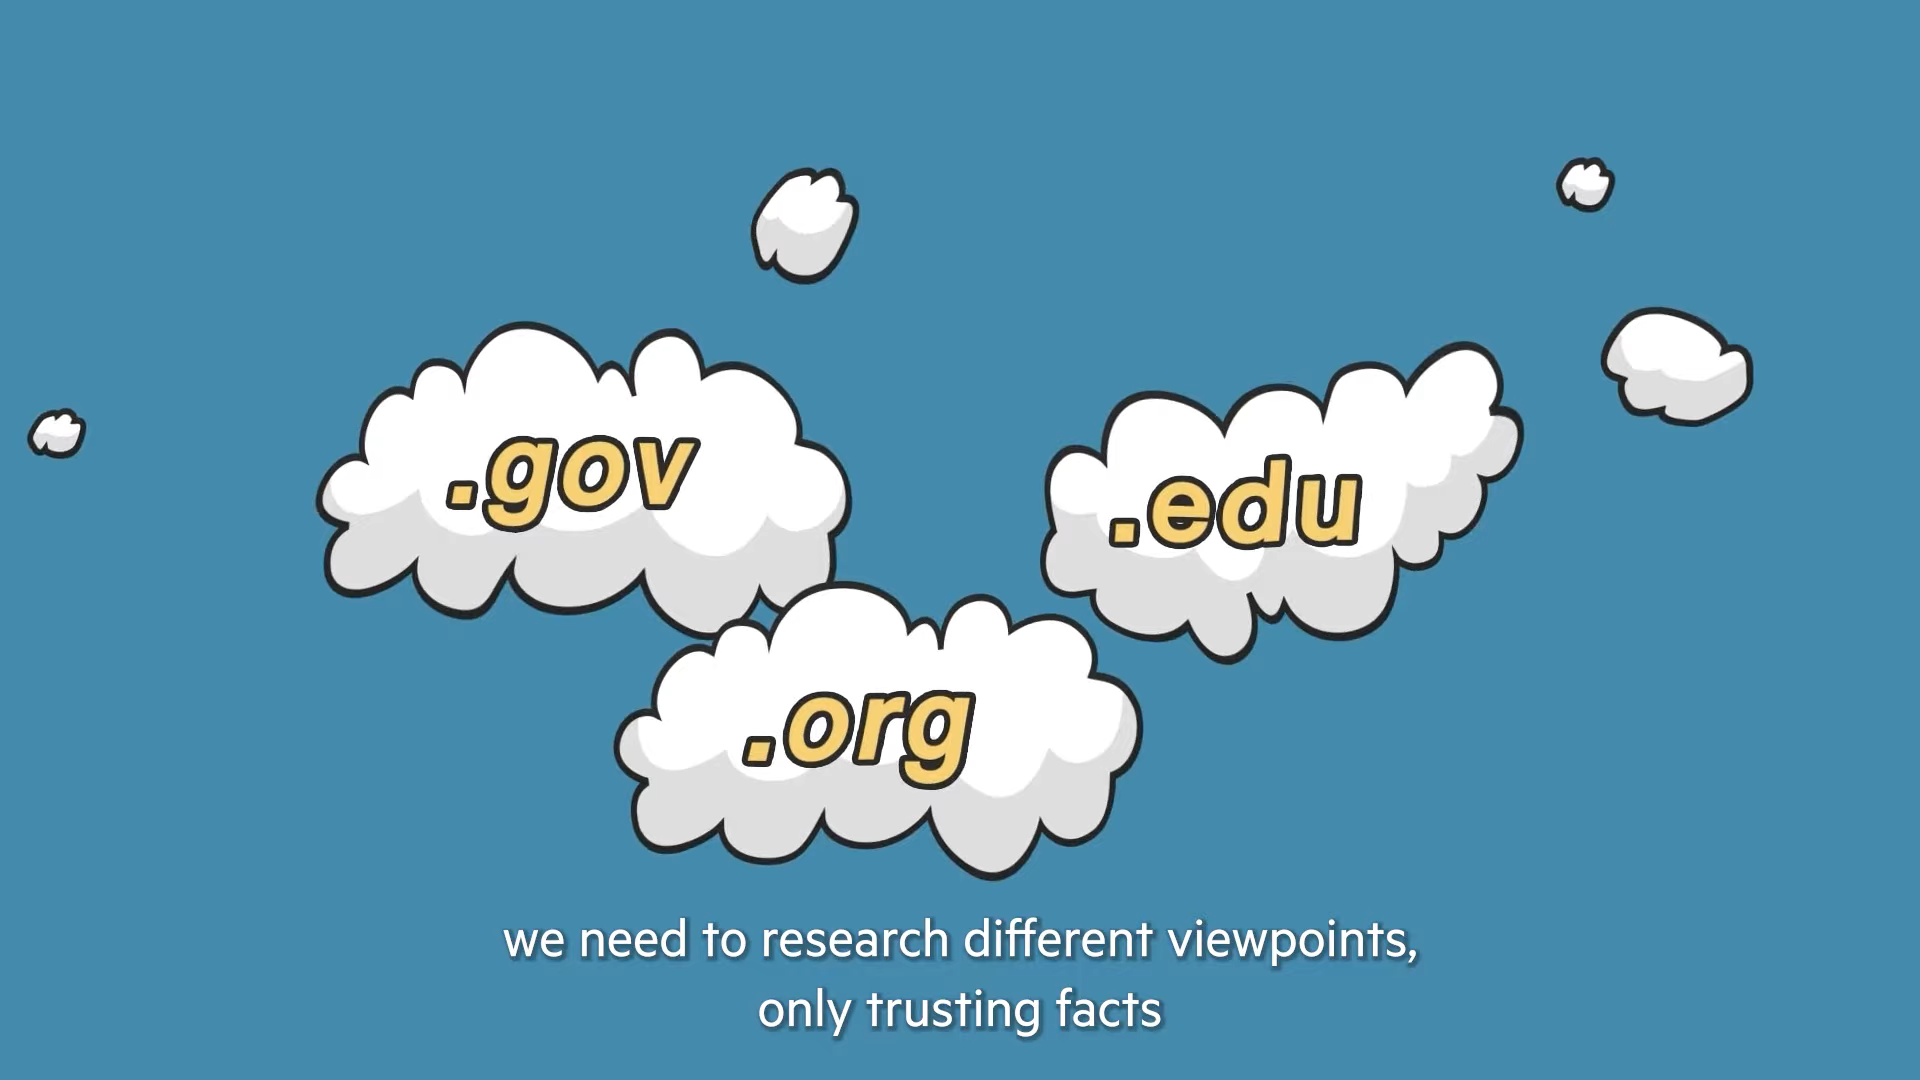 .gov
.edu
.org
we need to research different viewpoints,
only trusting facts